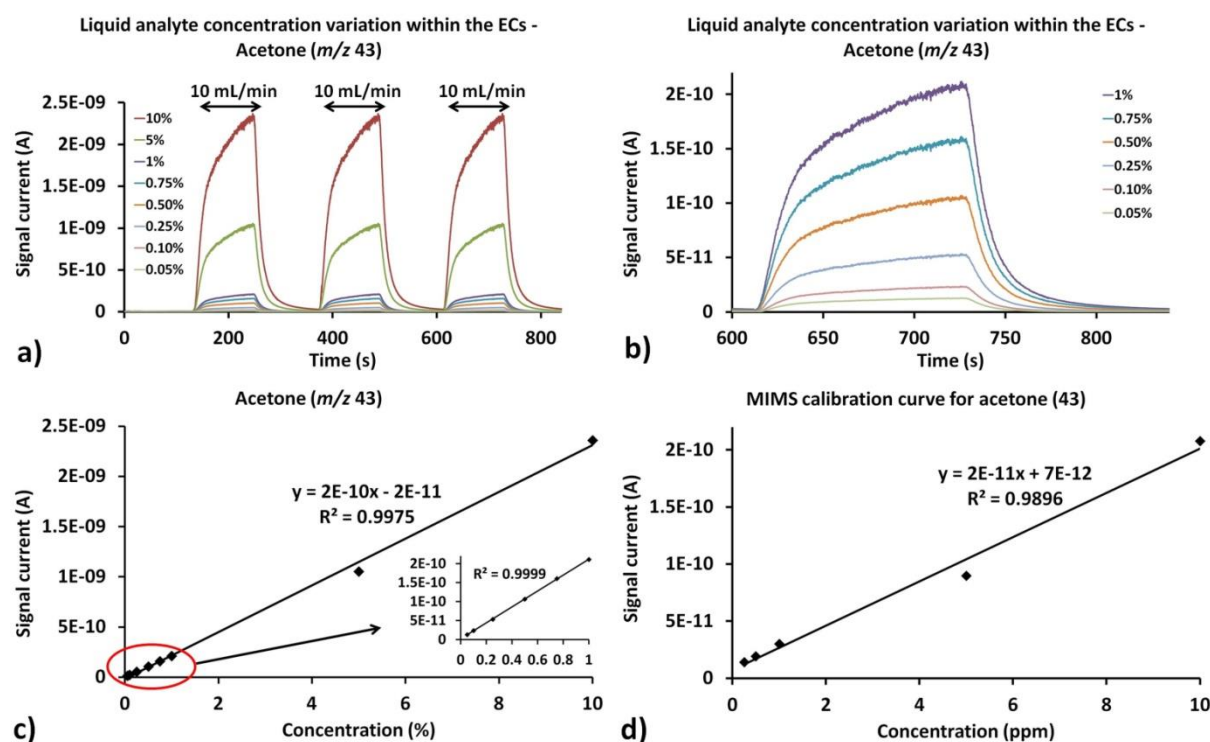 Liquid analyte concentration variation within the ECs -
Acetone (m/z 43)
10 mL/min 10 mL/min 10 mL/min
2.5E-09
2E-09
1.5E-09
1E-09
5E-10
0
Signal current (A)
10%
5%
1%
0.75%
0.50%
0.25%
0.10%
0.05%
0 200 400 600 800
Time (s)
a)
Liquid analyte concentration variation within the ECs -
Acetone (m/z 43)
2E-10
1.5E-10
1E-10
5E-11
0
Signal current (A)
1%
0.75%
0.50%
0.25%
0.10%
0.05%
600 650 700 750 800
Time (s)
b)
Acetone (m/z 43)
2.5E-09
2E-09
1.5E-09
1E-09
5E-10
0
Signal current (A)
y = 2E-10x - 2E-11
R² = 0.9975
2E-10
1.5E-10
1E-10
5E-11
0
R² = 0.9999
0 0.2 0.4 0.6 0.8 1
0 2 4 6 8 10
Concentration (%)
c)
MIMS calibration curve for acetone (43)
2E-10
1.5E-10
1E-10
5E-11
0
Signal current (A)
y = 2E-11x + 7E-12
R² = 0.9896
0 2 4 6 8 10
Concentration (ppm)
d)